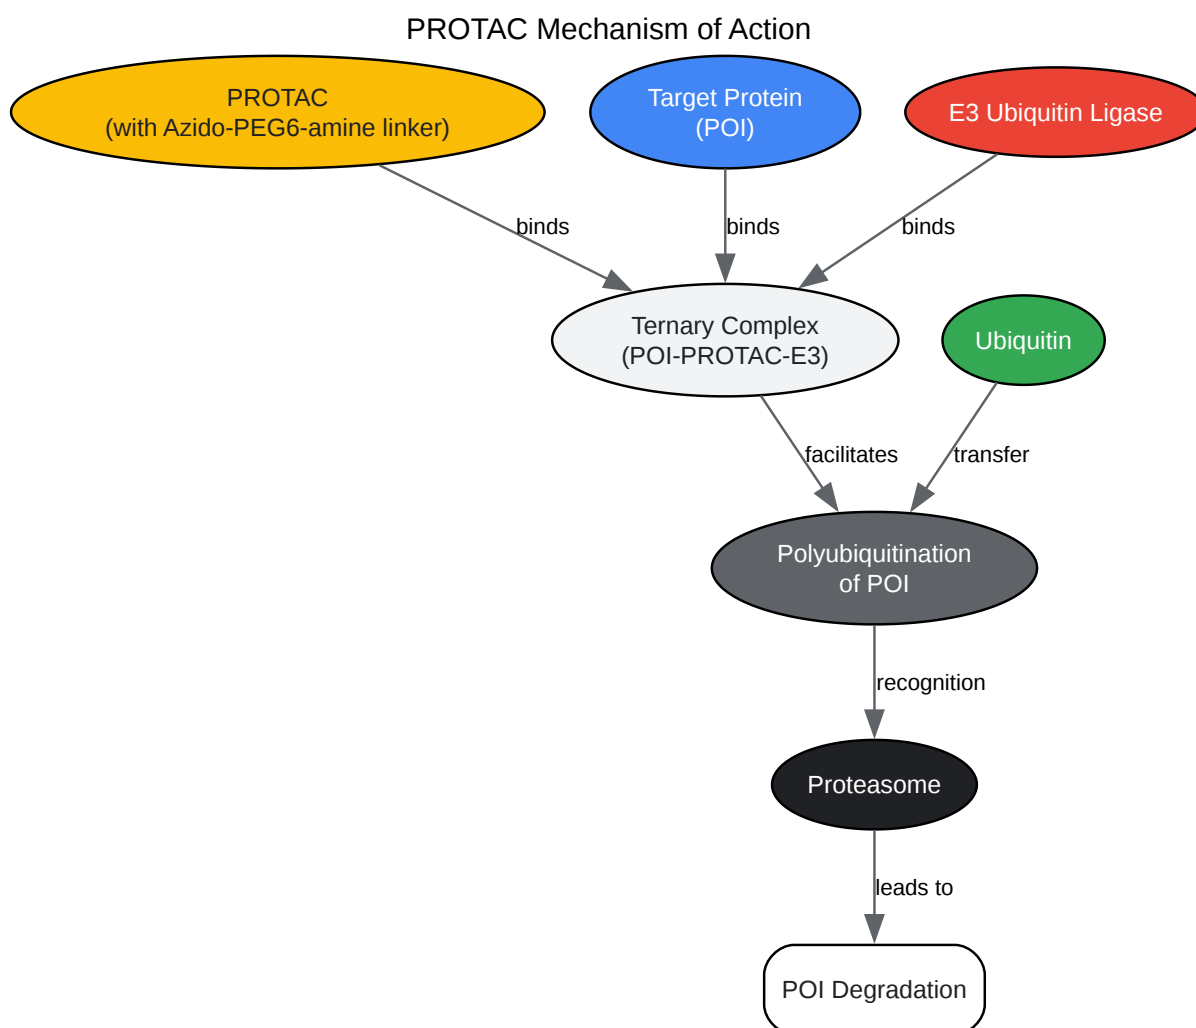 PROTAC Mechanism of Action
PROTAC
(with Azido-PEG6-amine linker)
Target Protein
(POI)
E3 Ubiquitin Ligase
binds
binds
binds
Ternary Complex
(POI-PROTAC-E3)
Ubiquitin
facilitates
transfer
Polyubiquitination
of POI
recognition
Proteasome
leads to
POI Degradation